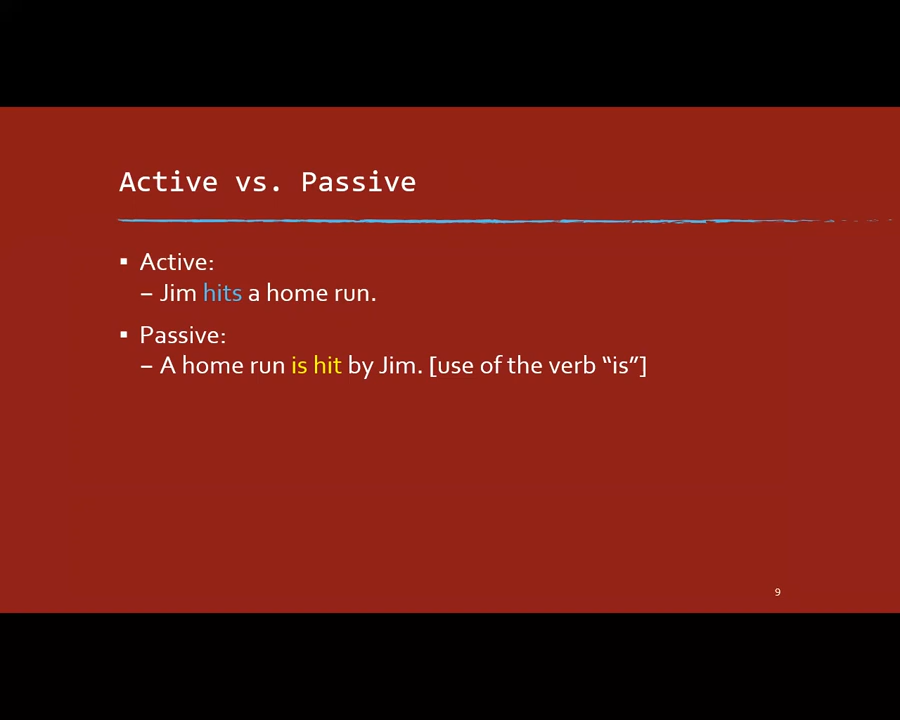 Active vs. Passive
▪ Active:
– Jim hits a home run.
▪ Passive:
– A home run is hit by Jim. [use of the verb “is”]
9